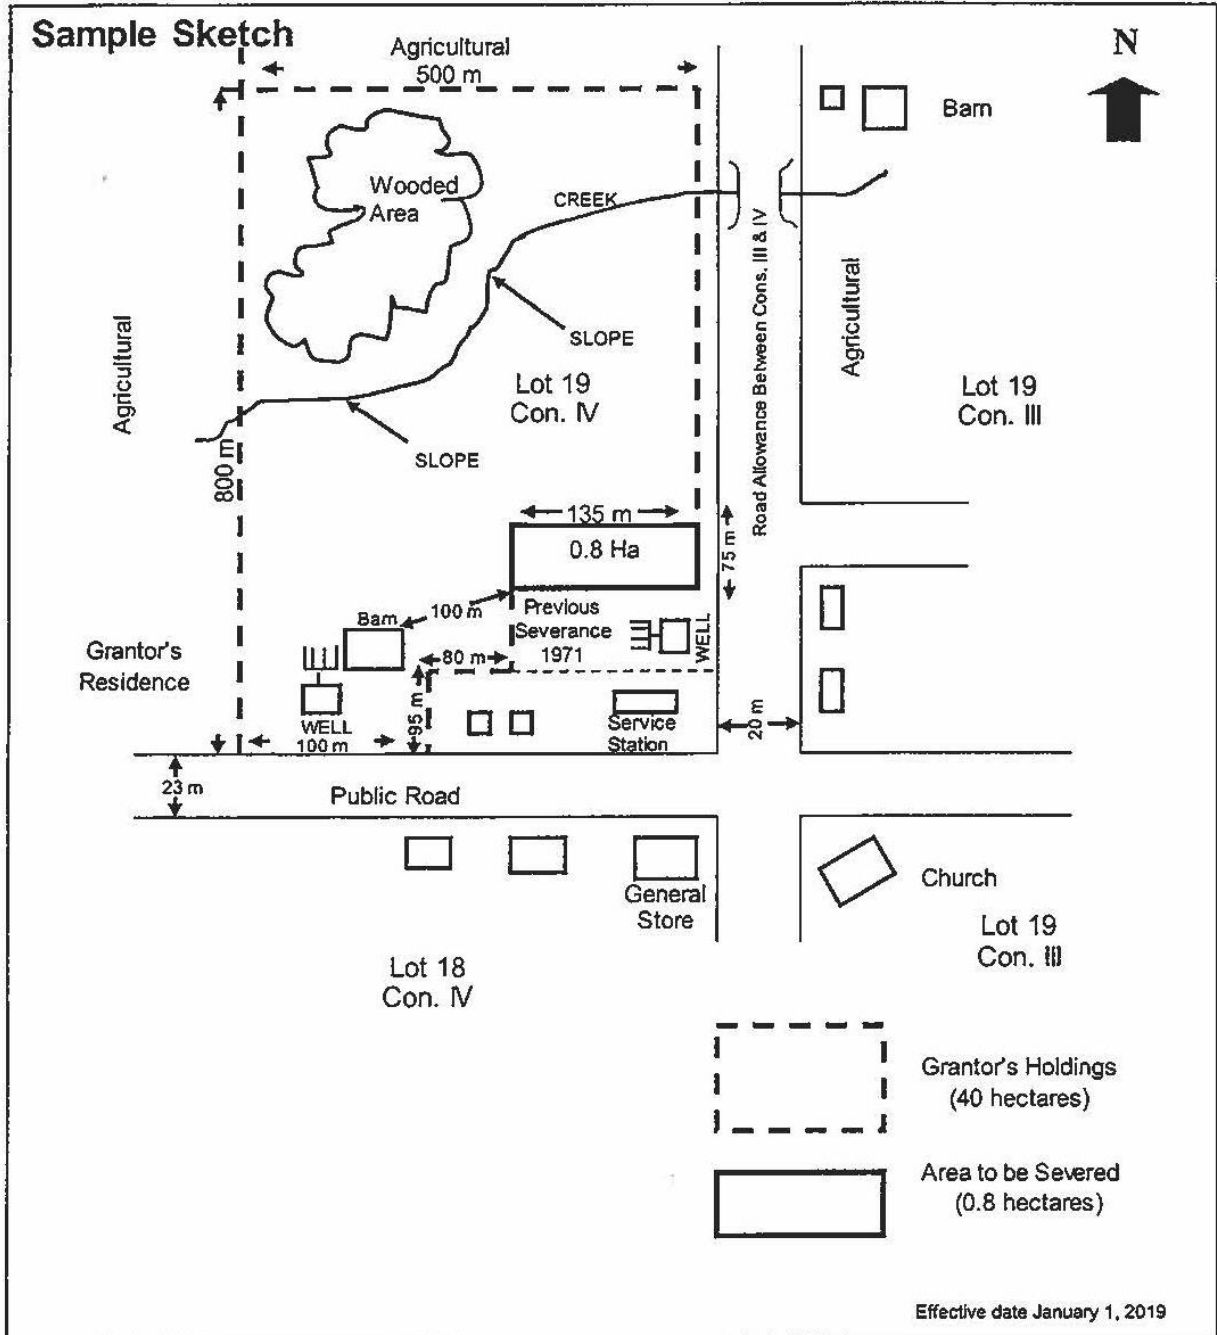 Sample Sketch
Agricultural
500 m
N
Barn
Wooded
Area
CREEK
Road Allowance Between Cons. III & IV
Agricultural
Agricultural
SLOPE
Lot 19
Con. IV
Lot 19
Con. III
SLOPE
800 m
135 m
0.8 Ha
75 m
100 m
Barn
Previous
Severance
1971
WELL
Grantor's
Residence
80 m
95 m
WELL
100 m
Service
Station
20 m
23 m
Public Road
General
Store
Church
Lot 19
Con. III
Lot 18
Con. IV
Grantor's Holdings
(40 hectares)
Area to be Severed
(0.8 hectares)
Effective date January 1, 2019